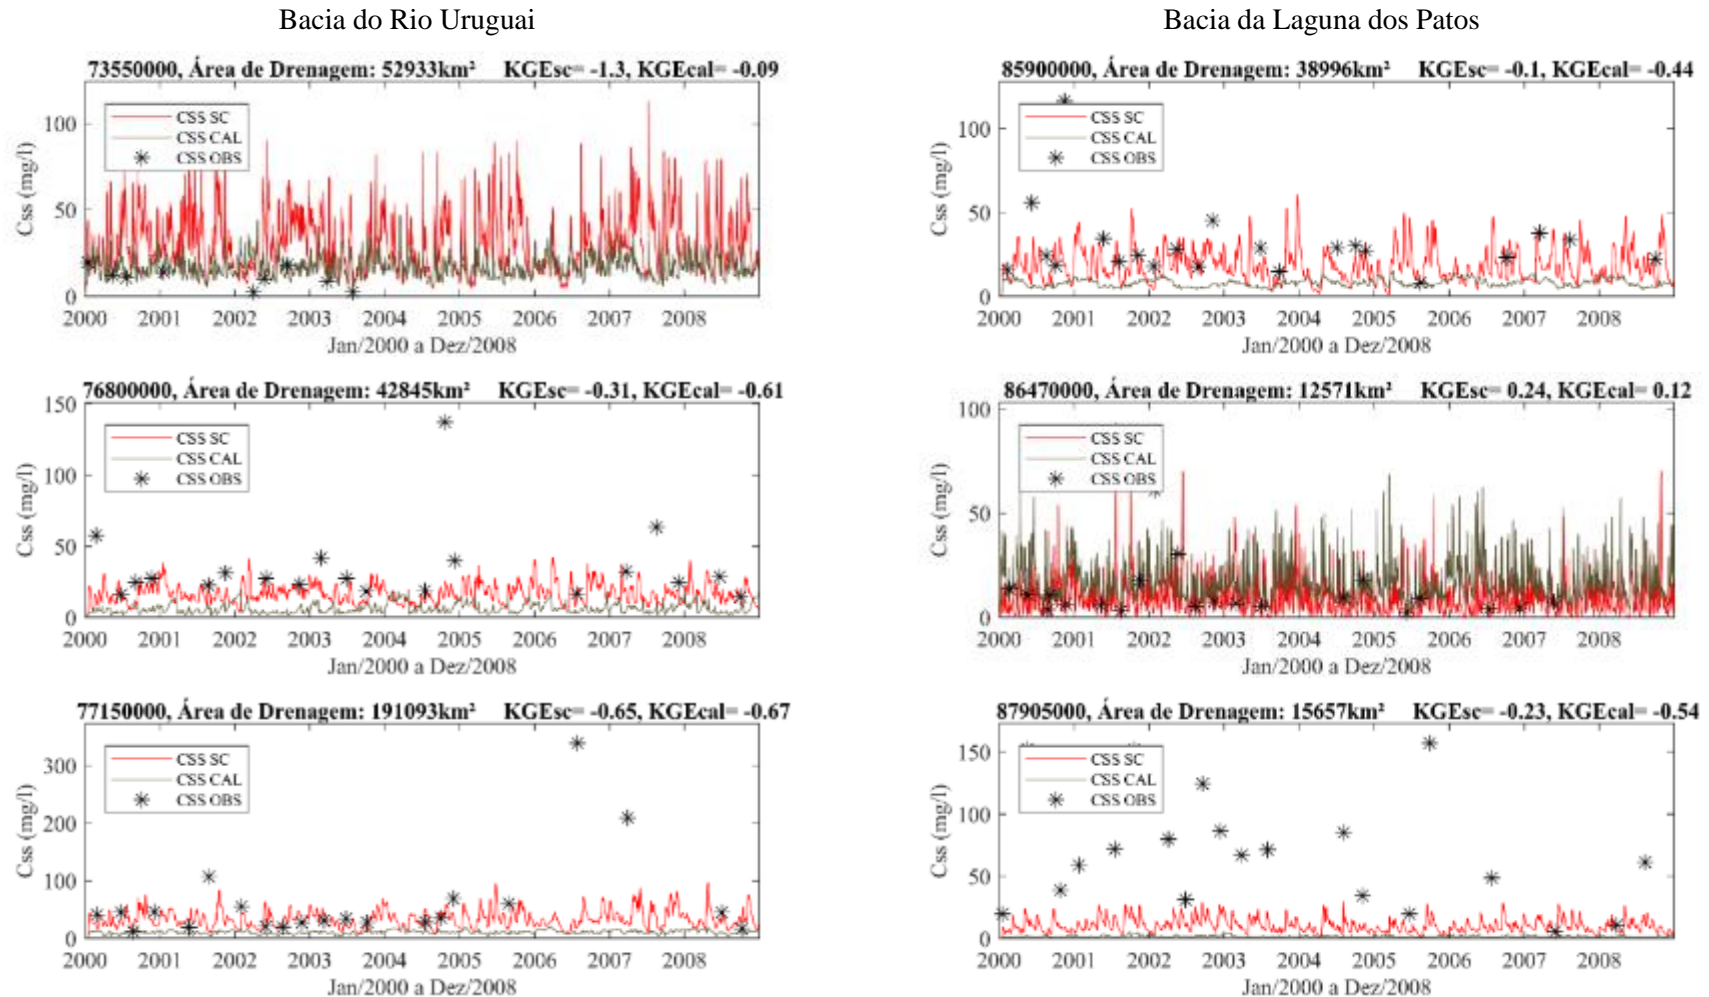 Bacia do Rio Uruguai
Bacia da Laguna dos Patos
73550000, Área de Drenagem: 52933km² KGEsc= -1.3, KGEcal= -0.09
CSS SC
CSS CAL
CSS OBS
Css (mg/l)
100
50
0
2000 2001 2002 2003 2004 2005 2006 2007 2008
Jan/2000 a Dez/2008
85900000, Área de Drenagem: 38996km² KGEsc= -0.1, KGEcal= -0.44
CSS SC
CSS CAL
CSS OBS
Css (mg/l)
100
50
0
2000 2001 2002 2003 2004 2005 2006 2007 2008
Jan/2000 a Dez/2008
76800000, Área de Drenagem: 42845km² KGEsc= -0.31, KGEcal= -0.61
CSS SC
CSS CAL
CSS OBS
Css (mg/l)
150
100
50
0
2000 2001 2002 2003 2004 2005 2006 2007 2008
Jan/2000 a Dez/2008
86470000, Área de Drenagem: 12571km² KGEsc= 0.24, KGEcal= 0.12
CSS SC
CSS CAL
CSS OBS
Css (mg/l)
100
50
0
2000 2001 2002 2003 2004 2005 2006 2007 2008
Jan/2000 a Dez/2008
77150000, Área de Drenagem: 191093km² KGEsc= -0.65, KGEcal= -0.67
CSS SC
CSS CAL
CSS OBS
Css (mg/l)
300
200
100
0
2000 2001 2002 2003 2004 2005 2006 2007 2008
Jan/2000 a Dez/2008
87905000, Área de Drenagem: 15657km² KGEsc= -0.23, KGEcal= -0.54
CSS SC
CSS CAL
CSS OBS
Css (mg/l)
150
100
50
0
2000 2001 2002 2003 2004 2005 2006 2007 2008
Jan/2000 a Dez/2008